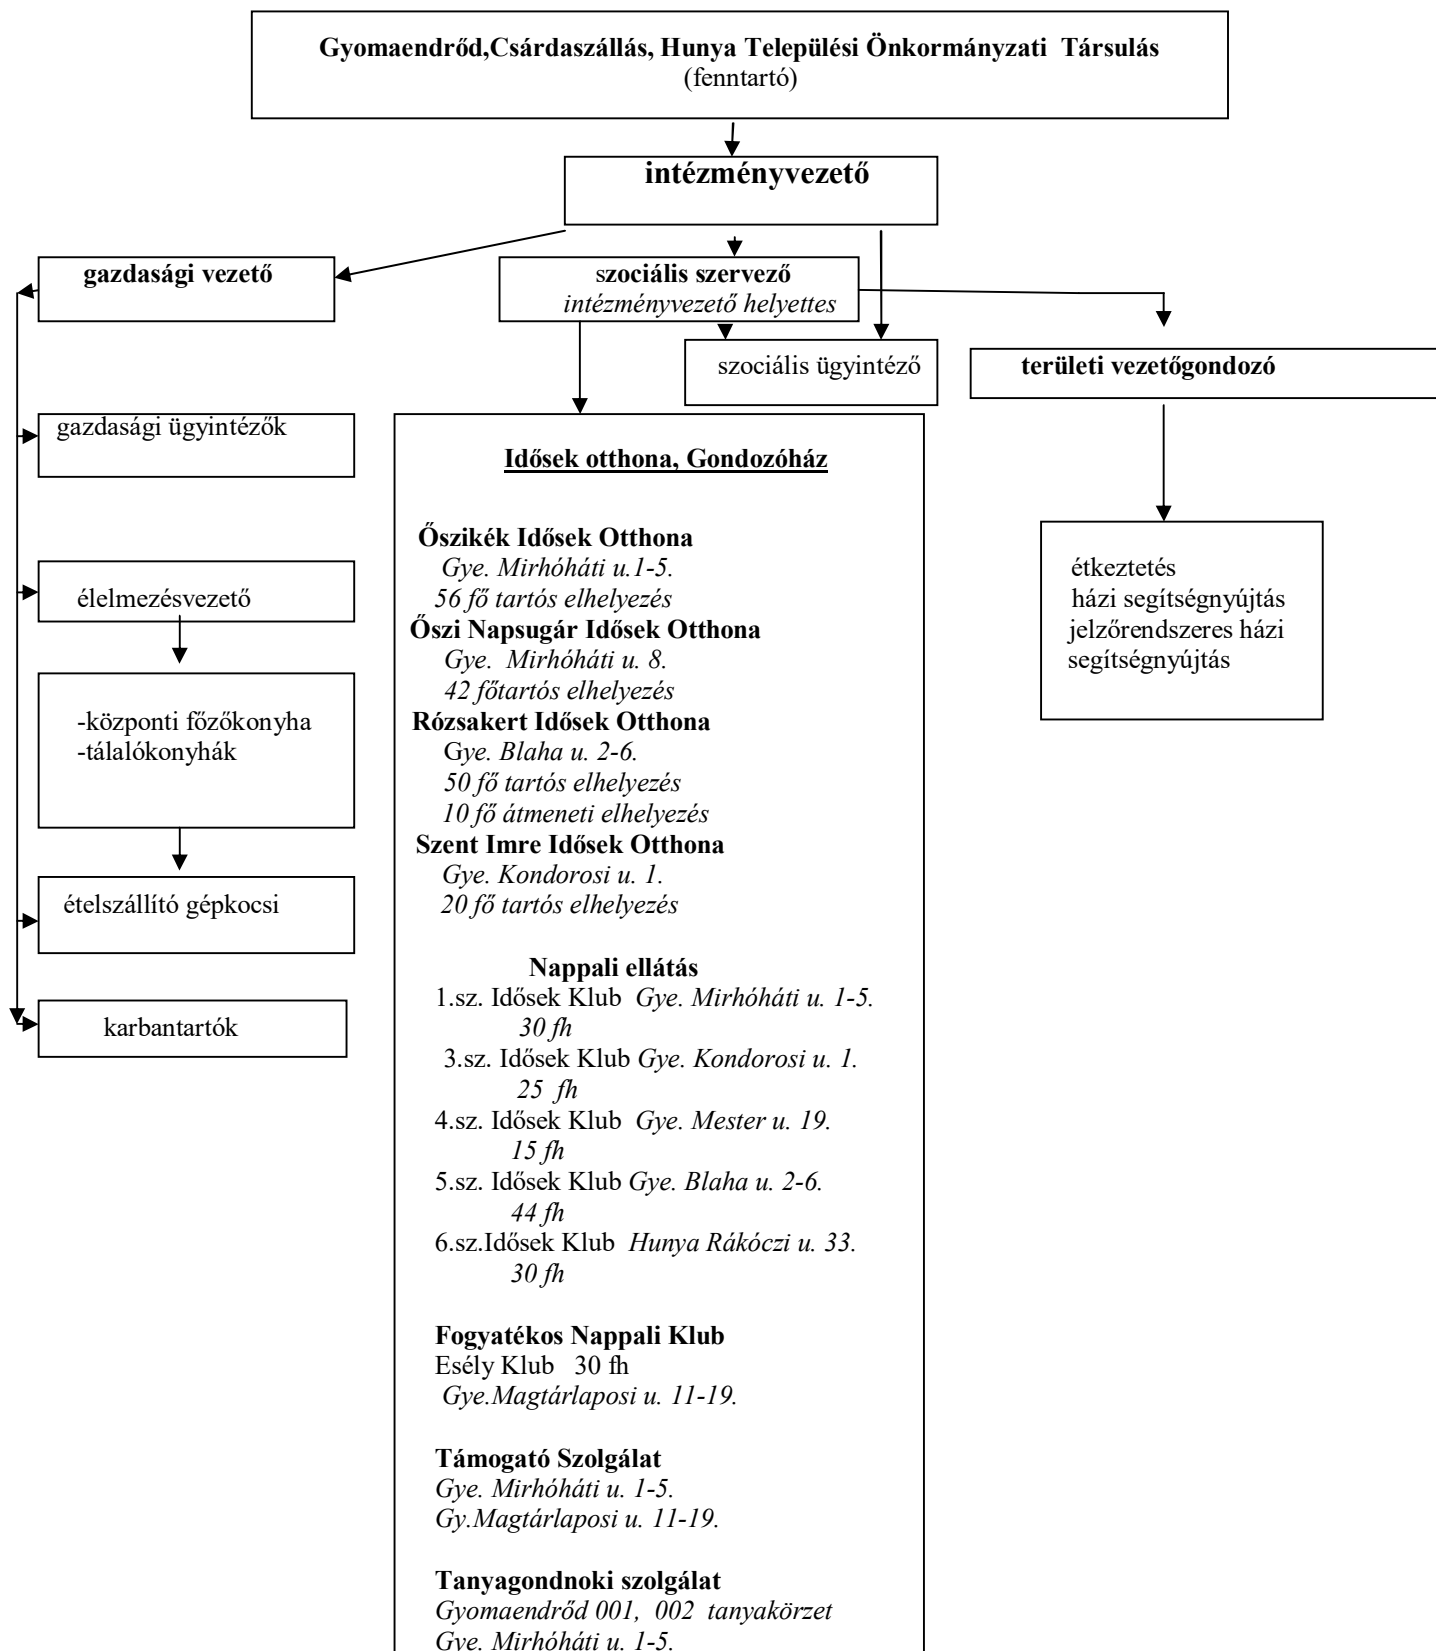 Gyomaendrőd,Csárdaszállás, Hunya Települési Önkormányzati Társulás
(fenntartó)
intézményvezető
gazdasági vezető
szociális szervező
intézményvezető helyettes
szociális ügyintéző
területi vezetőgondozó
gazdasági ügyintézők
élelmezésvezető
-központi főzőkonyha
-tálalókonyhák
ételszállító gépkocsi
karbantartók
Idősek otthona, Gondozóház
Őszikék Idősek Otthona
Gye. Mirhóháti u.1-5.
56 fő tartós elhelyezés
Őszi Napsugár Idősek Otthona
Gye. Mirhóháti u. 8.
42 főtartós elhelyezés
Rózsakert Idősek Otthona
Gye. Blaha u. 2-6.
50 fő tartós elhelyezés
10 fő átmeneti elhelyezés
Szent Imre Idősek Otthona
Gye. Kondorosi u. 1.
20 fő tartós elhelyezés
Nappali ellátás
1.sz. Idősek Klub Gye. Mirhóháti u. 1-5.
30 fh
3.sz. Idősek Klub Gye. Kondorosi u. 1.
25 fh
4.sz. Idősek Klub Gye. Mester u. 19.
15 fh
5.sz. Idősek Klub Gye. Blaha u. 2-6.
44 fh
6.sz.Idősek Klub Hunya Rákóczi u. 33.
30 fh
Fogyatékos Nappali Klub
Esély Klub 30 fh
Gye.Magtárlaposi u. 11-19.
Támogató Szolgálat
Gye. Mirhóháti u. 1-5.
Gy.Magtárlaposi u. 11-19.
Tanyagondnoki szolgálat
Gyomaendrőd 001, 002 tanyakörzet
Gye. Mirhóháti u. 1-5.
étkeztetés
házi segítségnyújtás
jelzőrendszeres házi
segítségnyújtás